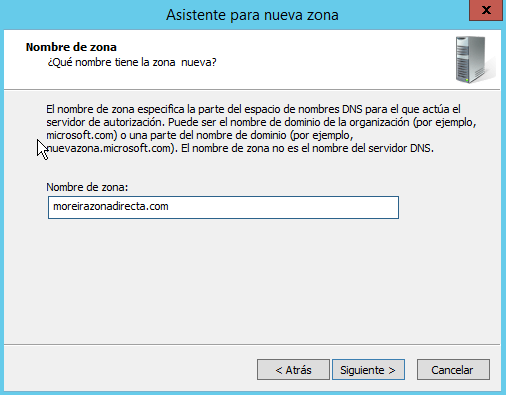 Asistente para nueva zona
x
Nombre de zona
¿Qué nombre tiene la zona nueva?
El nombre de zona especifica la parte del espacio de nombres DNS para el que actúa el
servidor de autorización. Puede ser el nombre de dominio de la organización (por ejemplo,
microsoft.com) o una parte del nombre de dominio (por ejemplo,
nuevazona.microsoft.com). El nombre de zona no es el nombre del servidor DNS.
Nombre de zona:
moreirazonadirecta.com
< Atrás
Siguiente >
Cancelar